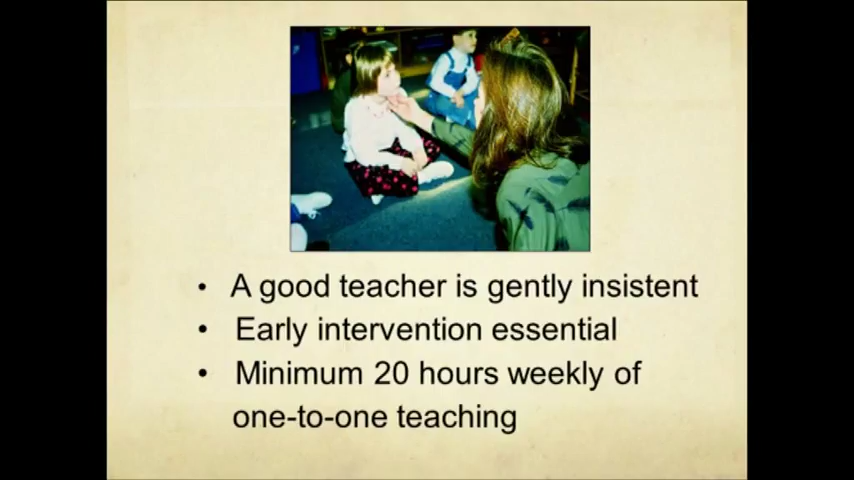 • A good teacher is gently insistent
• Early intervention essential
• Minimum 20 hours weekly of
one-to-one teaching